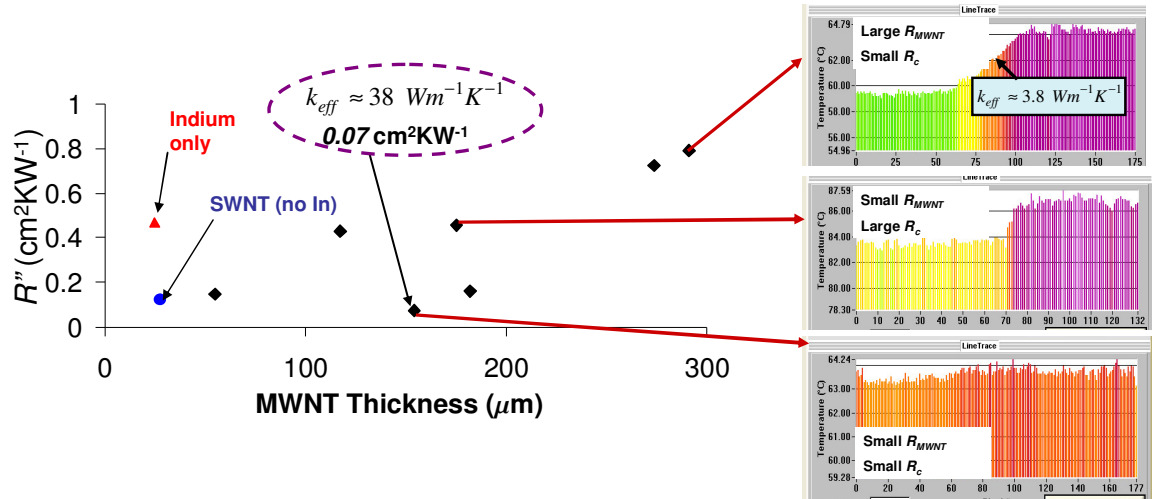 k_eff ≈ 38 Wm⁻¹K⁻¹
0.07 cm²KW⁻¹
Indium
only
SWNT (no In)
R″ (cm²KW⁻¹)
1
0.8
0.6
0.4
0.2
0
0 100 200 300
MWNT Thickness (μm)
LineTrace
Large R_MWNT
Small R_c
k_eff ≈ 3.8 Wm⁻¹K⁻¹
Temperature (°C)
64.79
62.00
60.00
58.00
56.00
54.96
0 25 50 75 100 125 150 175
LineTrace
Small R_MWNT
Large R_c
Temperature (°C)
87.59
86.00
84.00
82.00
80.00
78.30
0 10 20 30 40 50 60 70 80 90 100 110 120 132
LineTrace
Small R_MWNT
Small R_c
Temperature (°C)
64.24
63.00
62.00
61.00
60.00
59.28
0 20 40 60 80 100 120 140 160 177